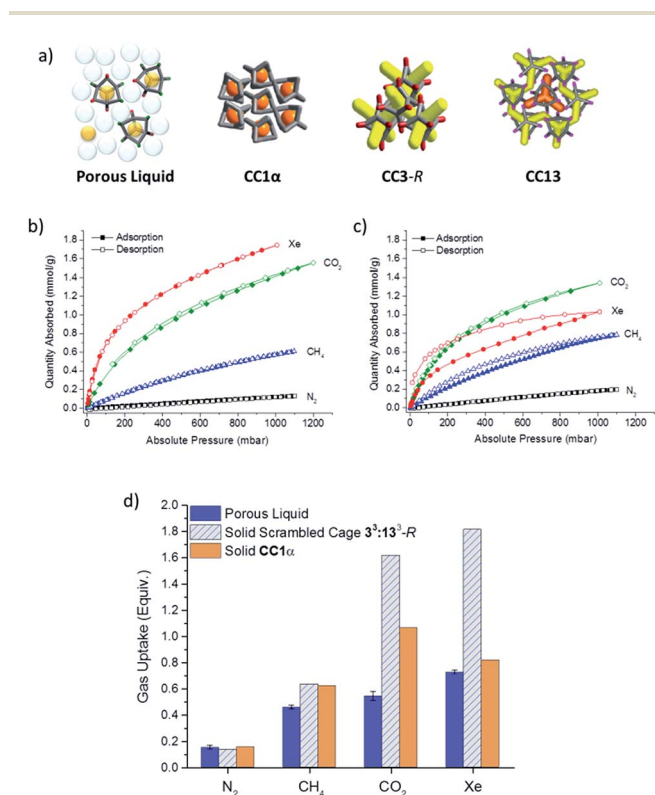 a)
Porous Liquid CC1α CC3-R CC13
b) c)
Adsorption
Desorption
Xe
CO2
CH4
N2
Quantity Absorbed (mmol/g)
1.8
1.6
1.4
1.2
1.0
0.8
0.6
0.4
0.2
0.0
0 200 400 600 800 1000 1200
Absolute Pressure (mbar)
Adsorption
Desorption
CO2
Xe
CH4
N2
Quantity Absorbed (mmol/g)
1.8
1.6
1.4
1.2
1.0
0.8
0.6
0.4
0.2
0.0
0 200 400 600 800 1000 1200
Absolute Pressure (mbar)
d)
Porous Liquid
Solid Scrambled Cage 3³:13³-R
Solid CC1α
Gas Uptake (Equiv.)
2.0
1.8
1.6
1.4
1.2
1.0
0.8
0.6
0.4
0.2
0.0
N2 CH4 CO2 Xe